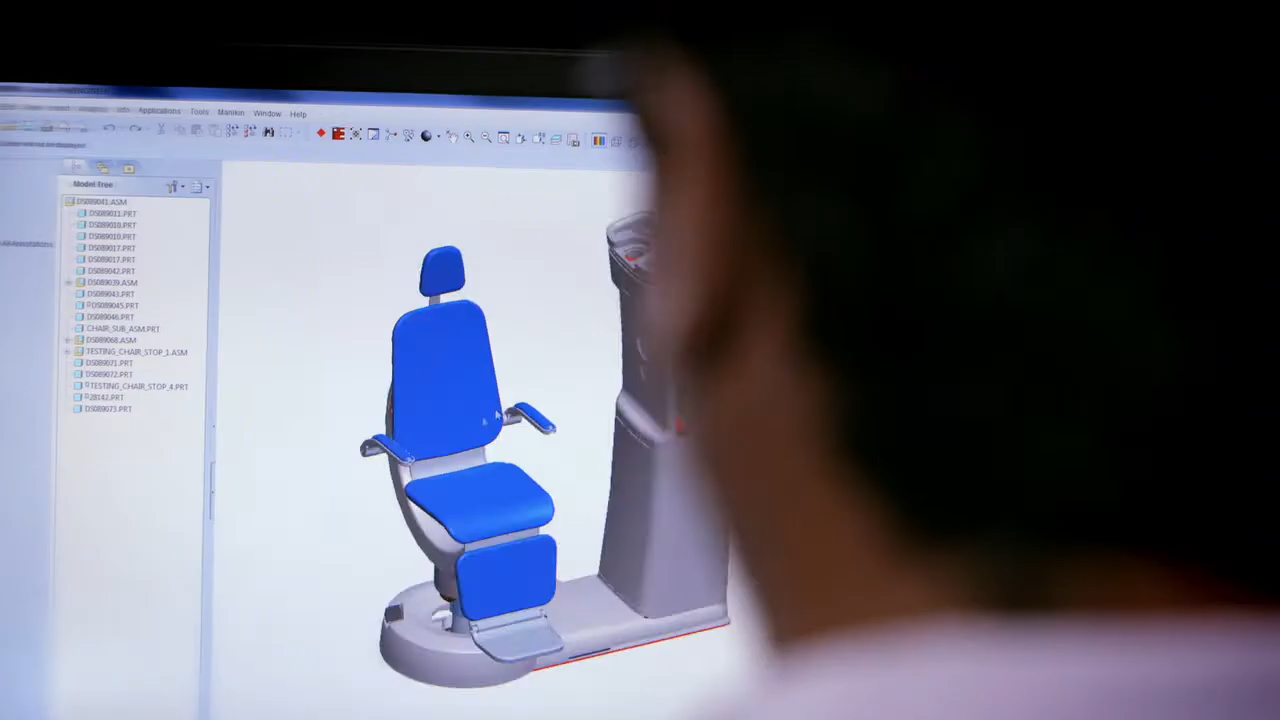 Applications Tools Manikin Window Help
Model Tree
DS089041.ASM
DS089011.PRT
DS089010.PRT
DS089010.PRT
DS089017.PRT
DS089017.PRT
DS089042.PRT
DS089039.ASM
DS089043.PRT
DS089045.PRT
DS089046.PRT
CHAIR_SUB_ASM.PRT
DS089068.ASM
TESTING_CHAIR_STOP_1.ASM
DS089071.PRT
DS089072.PRT
TESTING_CHAIR_STOP_4.PRT
28142.PRT
DS089073.PRT